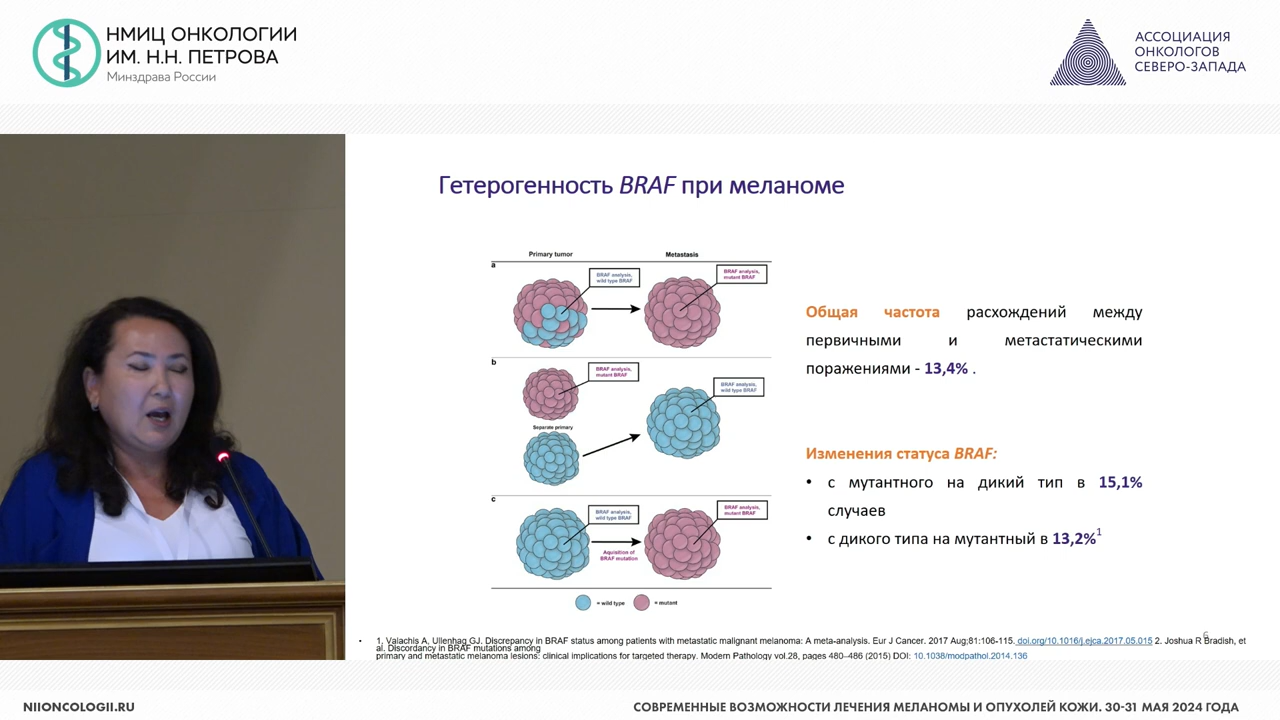 НМИЦ ОНКОЛОГИИ
ИМ. Н.Н. ПЕТРОВА
Минздрава России
АССОЦИАЦИЯ
ОНКОЛОГОВ
СЕВЕРО-ЗАПАДА
Гетерогенность BRAF при меланоме
Primary tumor
Metastasis
a
BRAF analysis,
wild type BRAF
BRAF analysis,
mutant BRAF
b
BRAF analysis,
mutant BRAF
BRAF analysis,
wild type BRAF
Separate primary
c
BRAF analysis,
wild type BRAF
BRAF analysis,
mutant BRAF
Aquisition of
BRAF mutation
= wild type
= mutant
Общая частота расхождений между
первичными и метастатическими
поражениями - 13,4% .
Изменения статуса BRAF:
• с мутантного на дикий тип в 15,1%
случаев
• с дикого типа на мутантный в 13,2%1
6
• 1. Valachis A, Ullenhag GJ. Discrepancy in BRAF status among patients with metastatic malignant melanoma: A meta-analysis. Eur J Cancer. 2017 Aug;81:106-115. doi.org/10.1016/j.ejca.2017.05.015 2. Joshua R Bradish, et
al. Discordancy in BRAF mutations among
primary and metastatic melanoma lesions: clinical implications for targeted therapy. Modern Pathology vol.28, pages 480–486 (2015) DOI: 10.1038/modpathol.2014.136
NIIONCOLOGII.RU
СОВРЕМЕННЫЕ ВОЗМОЖНОСТИ ЛЕЧЕНИЯ МЕЛАНОМЫ И ОПУХОЛЕЙ КОЖИ. 30-31 МАЯ 2024 ГОДА